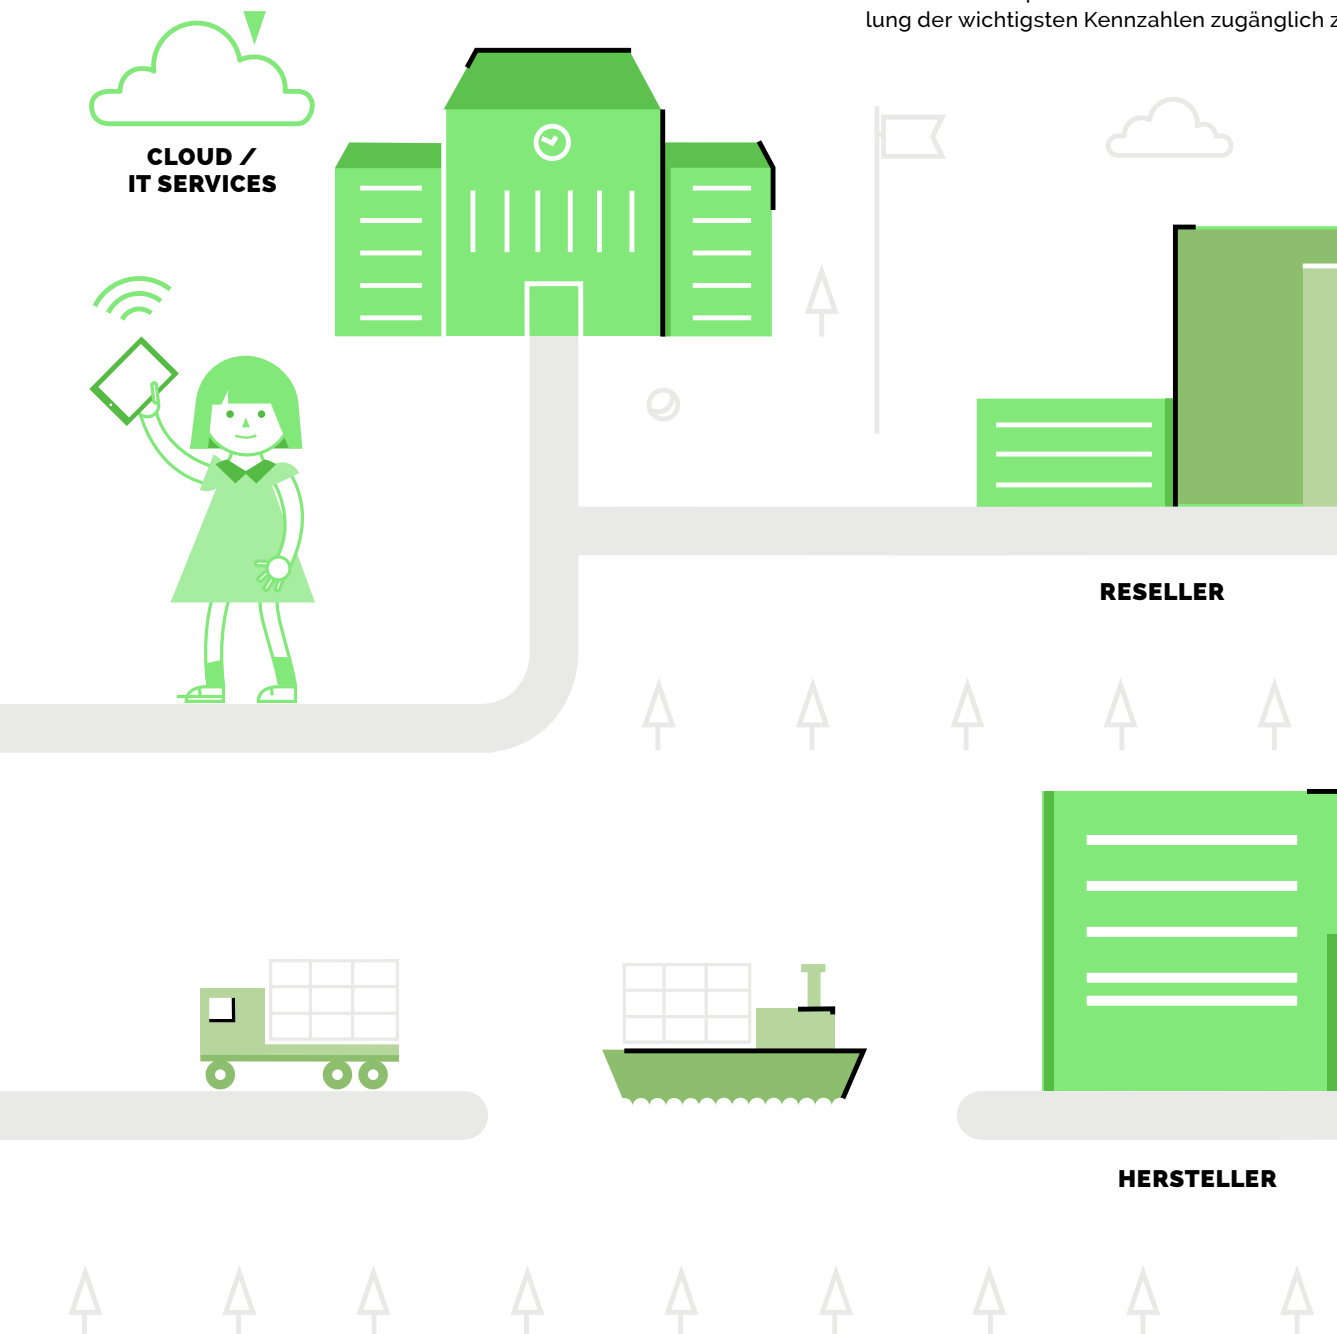 lung der wichtigsten Kennzahlen zugänglich
CLOUD /
IT SERVICES
RESELLER
HERSTELLER